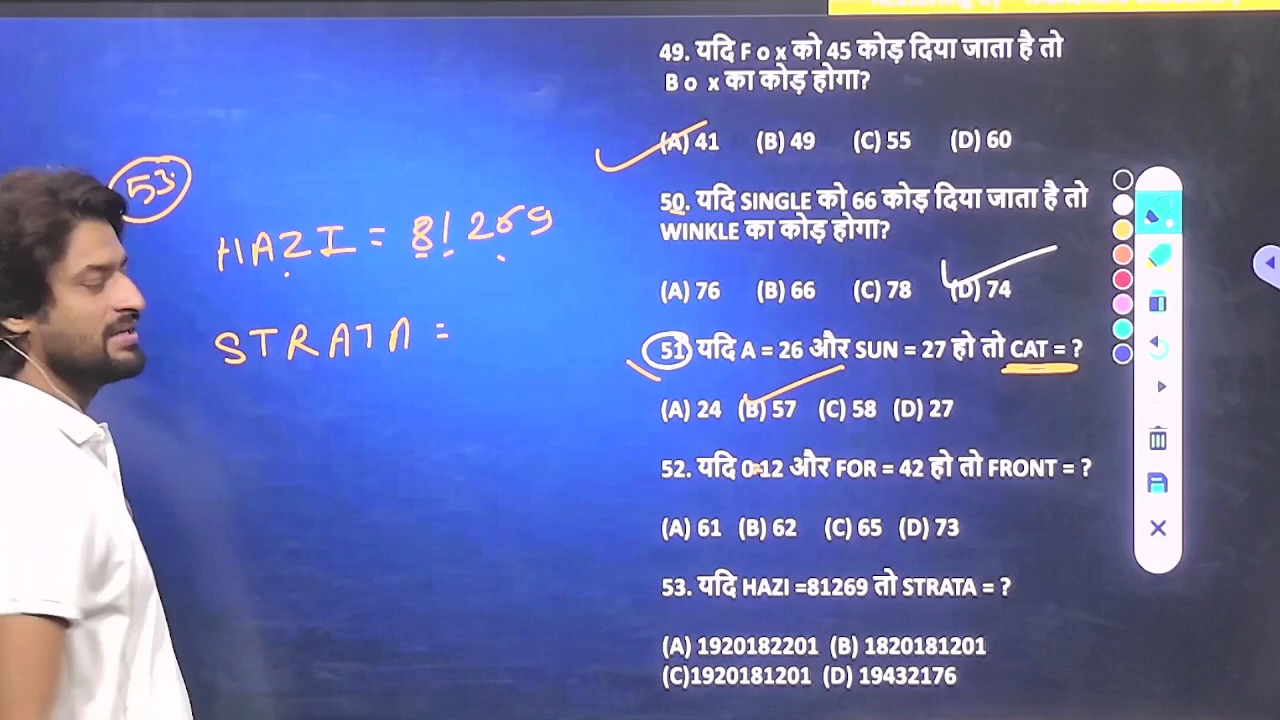 49. यदि F o x को 45 कोड़ दिया जाता है तो
B o x का कोड़ होगा?
(A) 41 (B) 49 (C) 55 (D) 60
50. यदि SINGLE को 66 कोड़ दिया जाता है तो
WINKLE का कोड़ होगा?
(A) 76 (B) 66 (C) 78 (D) 74
51 यदि A = 26 और SUN = 27 हो तो CAT = ?
(A) 24 (B) 57 (C) 58 (D) 27
52. यदि 0=12 और FOR = 42 हो तो FRONT = ?
(A) 61 (B) 62 (C) 65 (D) 73
53. यदि HAZI =81269 तो STRATA = ?
(A) 1920182201 (B) 1820181201
(C)1920181201 (D) 19432176
53.
HAZI = 81269
STRATA =